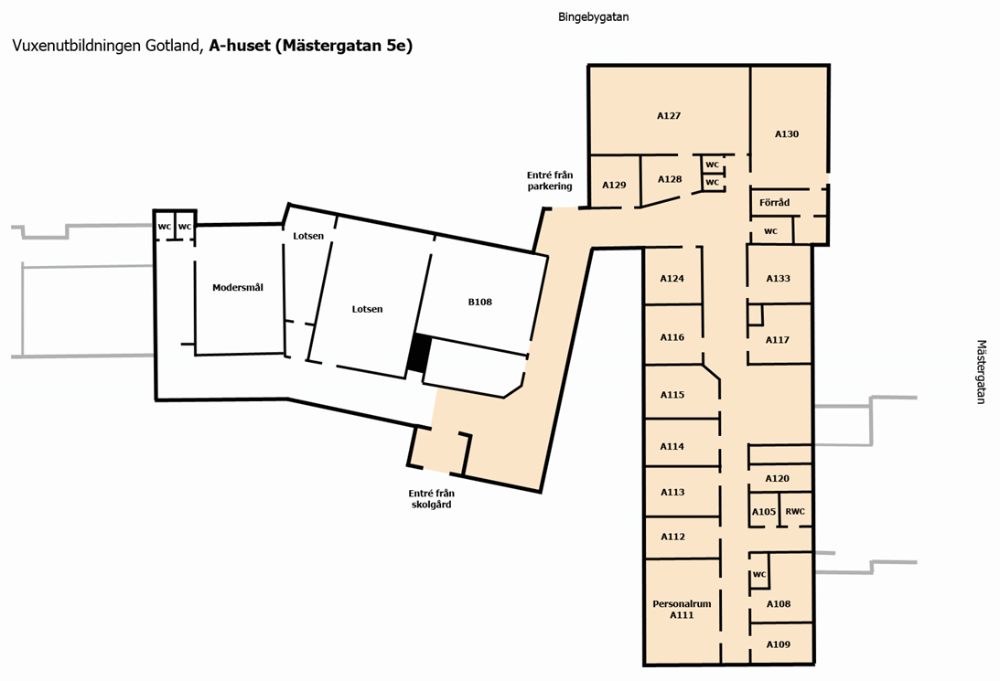 Bingebygatan
Vuxenutbildningen Gotland, A-huset (Mästergatan 5e)
A127
A130
WC
WC
A128
A129
Entré från
parkering
Förråd
WC
WC WC
Lotsen
Modersmål
Lotsen
B108
A124
A133
A116
A117
Mästergatan
A115
A114
A120
A113
Entré från
skolgård
A105
RWC
A112
WC
Personalrum
A111
A108
A109